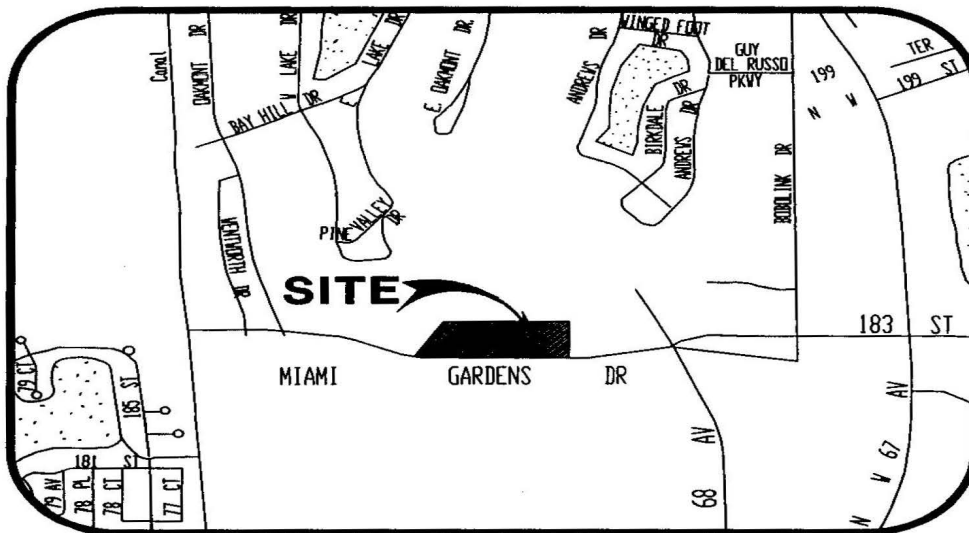 Canal
OAKMONT DR
W LAKE DR
LAKE DR
E. OAKMONT DR.
ANDREWS DR
WINGED FOOT
DR
GUY
DEL RUSSO
PKWY
199
N W
TER
199 ST
BAY HILL DR
BIRKDALE DR
ANDREWS DR
BOBOLINK DR
PINE VALLEY DR
WENTWORTH DR
SITE
183 ST
MIAMI GARDENS DR
79 CT
185 ST
181 ST
79 AV
78 PL
78 CT
77 CT
68 AV
N W 67 AV